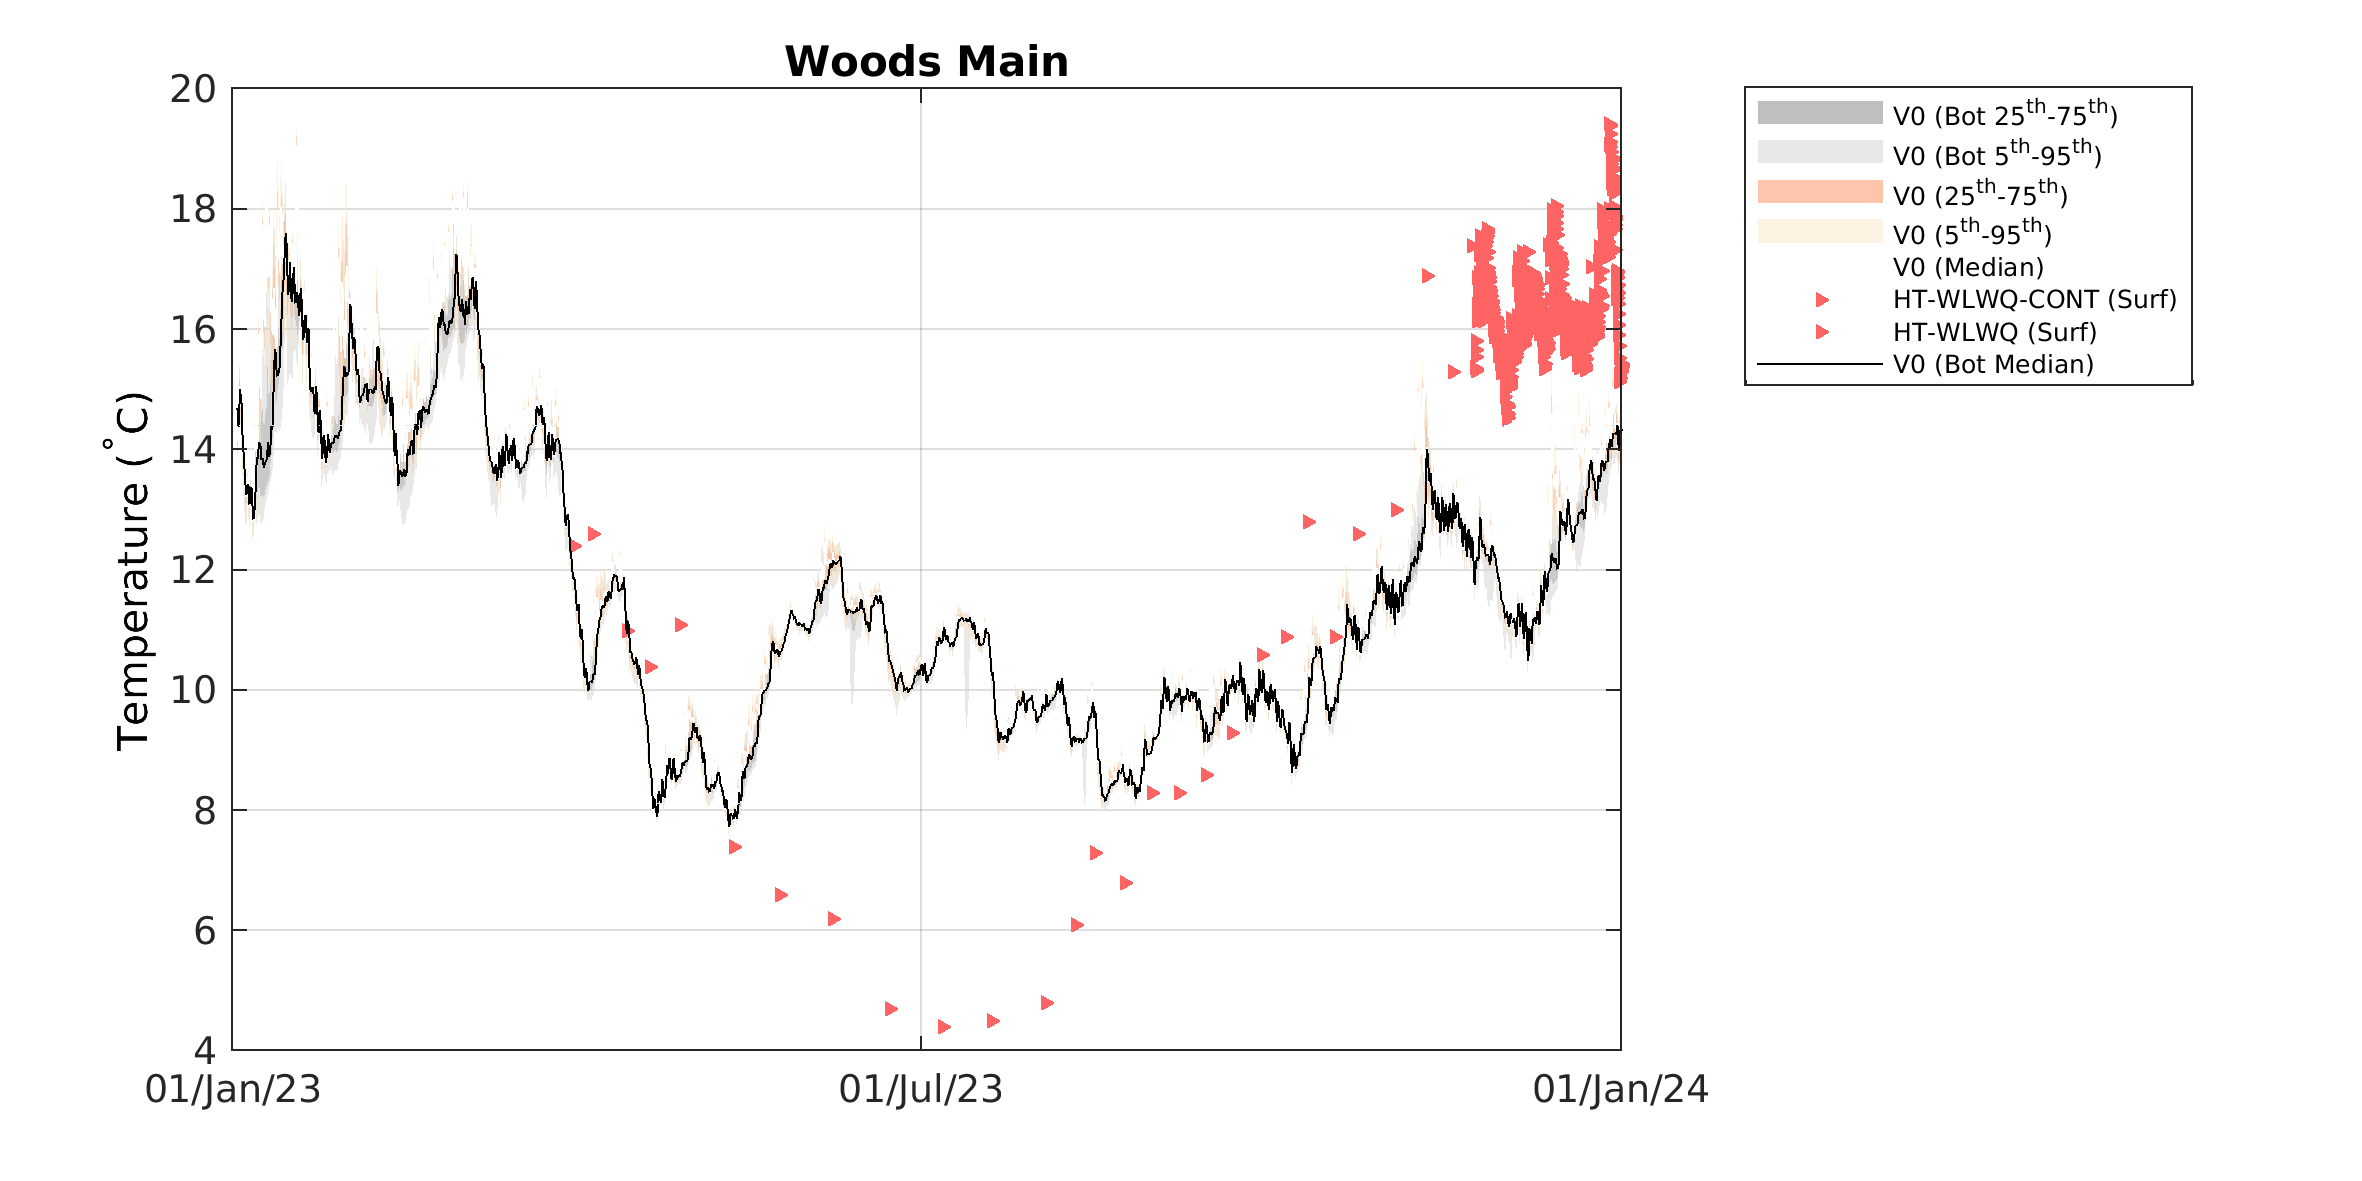 Woods Main
Temperature (°C)
20
18
16
14
12
10
8
6
4
01/Jan/23
01/Jul/23
01/Jan/24
V0 (Bot 25th-75th)
V0 (Bot 5th-95th)
V0 (25th-75th)
V0 (5th-95th)
V0 (Median)
HT-WLWQ-CONT (Surf)
HT-WLWQ (Surf)
V0 (Bot Median)